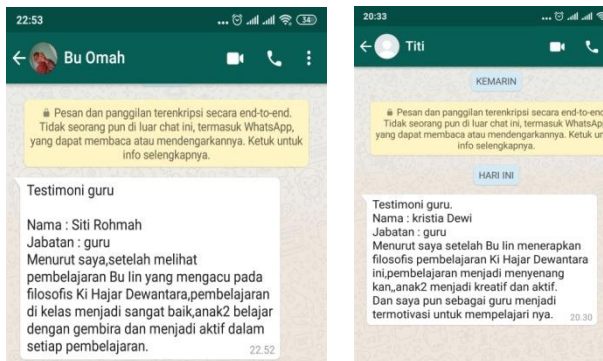 22:53
34
Bu Omah
Pesan dan panggilan terenkripsi secara end-to-end.
Tidak seorang pun di luar chat ini, termasuk WhatsApp,
yang dapat membaca atau mendengarkannya. Ketuk untuk
info selengkapnya.
Testimoni guru
Nama : Siti Rohmah
Jabatan : guru
Menurut saya,setelah melihat
pembelajaran Bu Iin yang mengacu pada
filosofis Ki Hajar Dewantara,pembelajaran
di kelas menjadi sangat baik,anak2 belajar
dengan gembira dan menjadi aktif dalam
setiap pembelajaran.
22.52
20:33
Titi
KEMARIN
Pesan dan panggilan terenkripsi secara end-to-end.
Tidak seorang pun di luar chat ini, termasuk WhatsAp
yang dapat membaca atau mendengarkannya. Ketuk un
info selengkapnya.
HARI INI
Testimoni guru.
Nama : kristia Dewi
Jabatan : guru
Menurut saya setelah Bu Iin menerapkan
filosofis pembelajaran Ki Hajar Dewantara
ini,pembelajaran menjadi menyenang
kan,,anak2 menjadi kreatif dan aktif.
Dan saya pun sebagai guru menjadi
termotivasi untuk mempelajari nya.
20.30